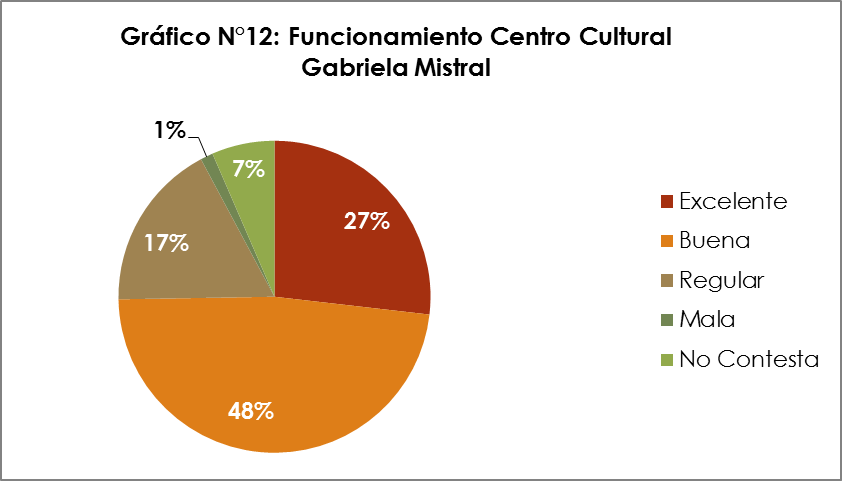 Gráfico N°12: Funcionamiento Centro Cultural
Gabriela Mistral
1%
7%
27%
17%
48%
Excelente
Buena
Regular
Mala
No Contesta